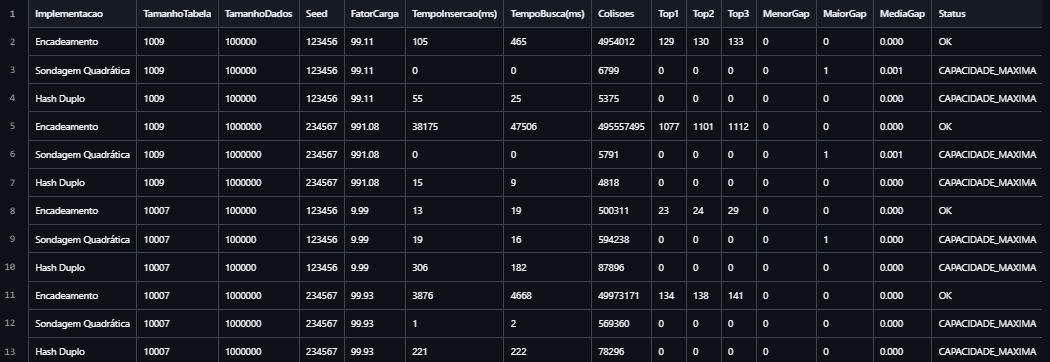 1 Implementacao TamanhoTabela TamanhoDados Seed FatorCarga TempoInsercao(ms) TempoBusca(ms) Colisoes Top1 Top2 Top3 MenorGap MaiorGap MediaGap Status
2 Encadeamento 1009 100000 123456 99.11 105 465 4954012 129 130 133 0 0 0.000 OK
3 Sondagem Quadrática 1009 100000 123456 99.11 0 0 6799 0 0 0 0 1 0.001 CAPACIDADE_MAXIMA
4 Hash Duplo 1009 100000 123456 99.11 55 25 5375 0 0 0 0 0 0.000 CAPACIDADE_MAXIMA
5 Encadeamento 1009 1000000 234567 991.08 38175 47506 495557495 1077 1101 1112 0 0 0.000 OK
6 Sondagem Quadrática 1009 1000000 234567 991.08 0 0 5791 0 0 0 0 1 0.001 CAPACIDADE_MAXIMA
7 Hash Duplo 1009 1000000 234567 991.08 15 9 4818 0 0 0 0 0 0.000 CAPACIDADE_MAXIMA
8 Encadeamento 10007 100000 123456 9.99 13 19 500311 23 24 29 0 0 0.000 OK
9 Sondagem Quadrática 10007 100000 123456 9.99 19 16 594238 0 0 0 0 1 0.000 CAPACIDADE_MAXIMA
10 Hash Duplo 10007 100000 123456 9.99 306 182 87896 0 0 0 0 0 0.000 CAPACIDADE_MAXIMA
11 Encadeamento 10007 1000000 234567 99.93 3876 4668 49973171 134 138 141 0 0 0.000 OK
12 Sondagem Quadrática 10007 1000000 234567 99.93 1 2 569360 0 0 0 0 1 0.000 CAPACIDADE_MAXIMA
13 Hash Duplo 10007 1000000 234567 99.93 221 222 78296 0 0 0 0 0 0.000 CAPACIDADE_MAXIMA